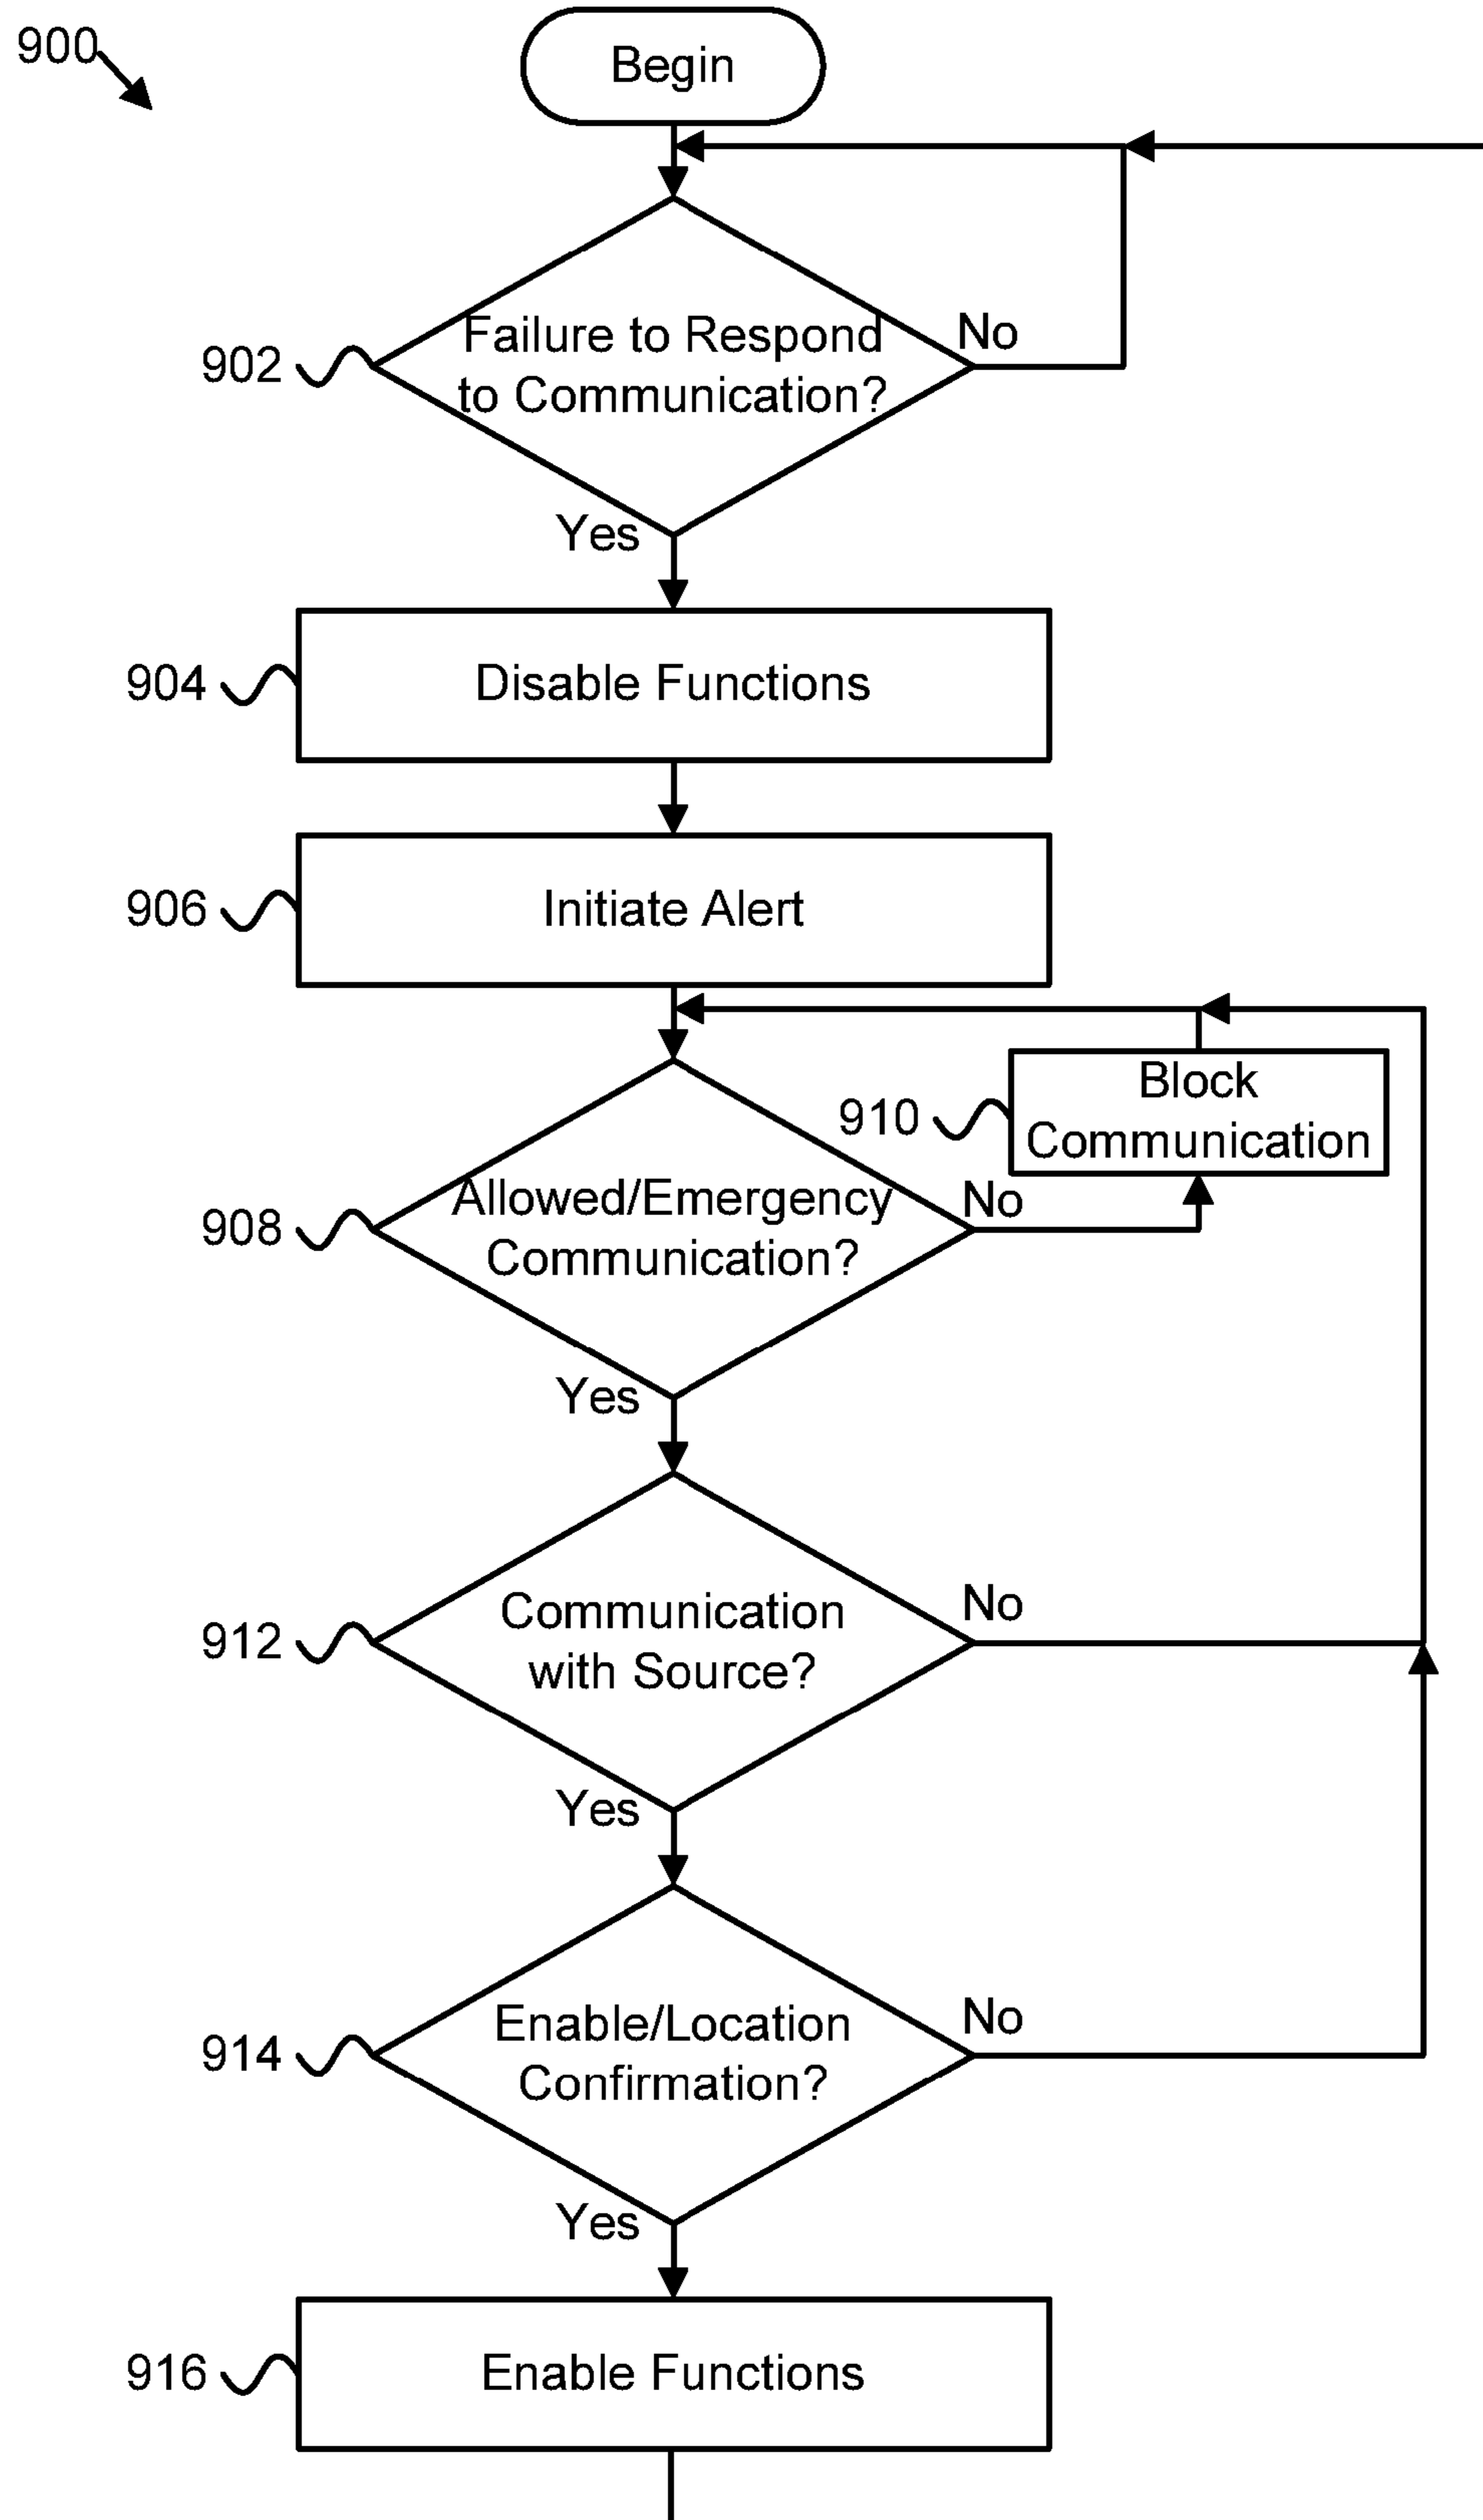 900
Begin
902
Failure to Respond
to Communication?
No
Yes
904
Disable Functions
906
Initiate Alert
910
Block
Communication
908
Allowed/Emergency
Communication?
No
Yes
912
Communication
with Source?
No
Yes
914
Enable/Location
Confirmation?
No
Yes
916
Enable Functions